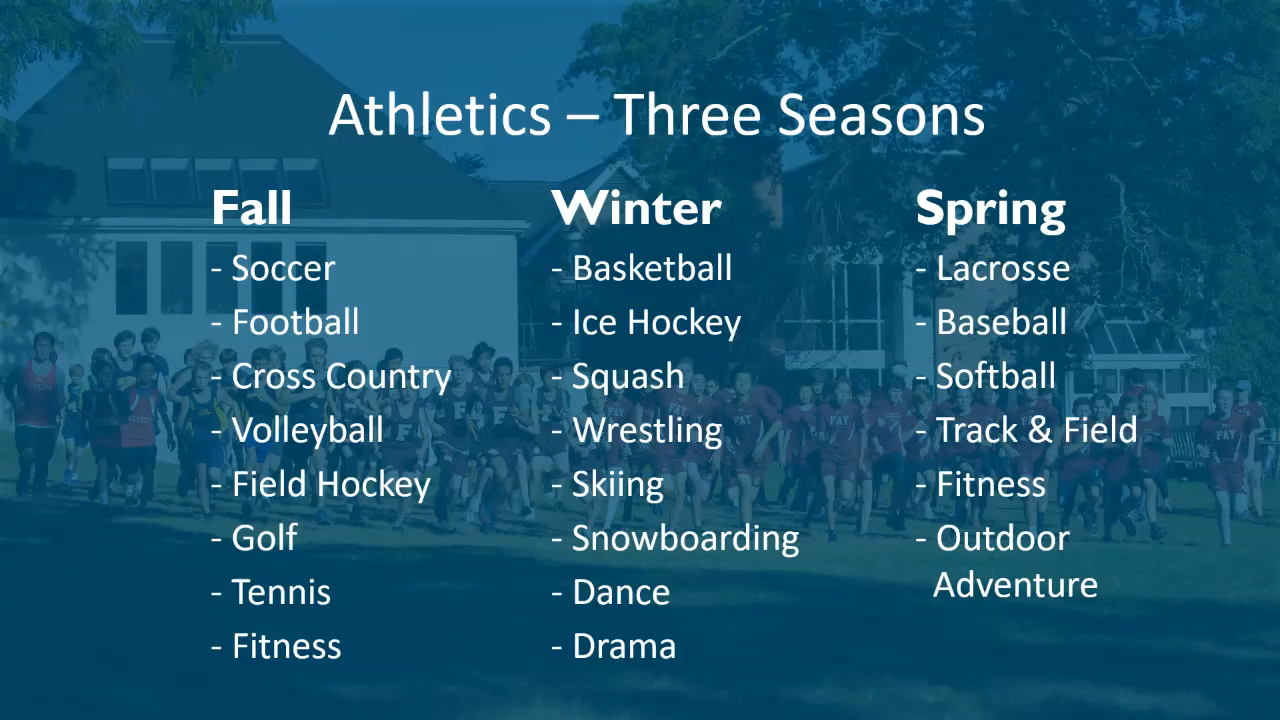 Athletics – Three Seasons
Fall
- Soccer
- Football
- Cross Country
- Volleyball
- Field Hockey
- Golf
- Tennis
- Fitness
Winter
- Basketball
- Ice Hockey
- Squash
- Wrestling
- Skiing
- Snowboarding
- Dance
- Drama
Spring
- Lacrosse
- Baseball
- Softball
- Track & Field
- Fitness
- Outdoor
Adventure
FAY
FAY